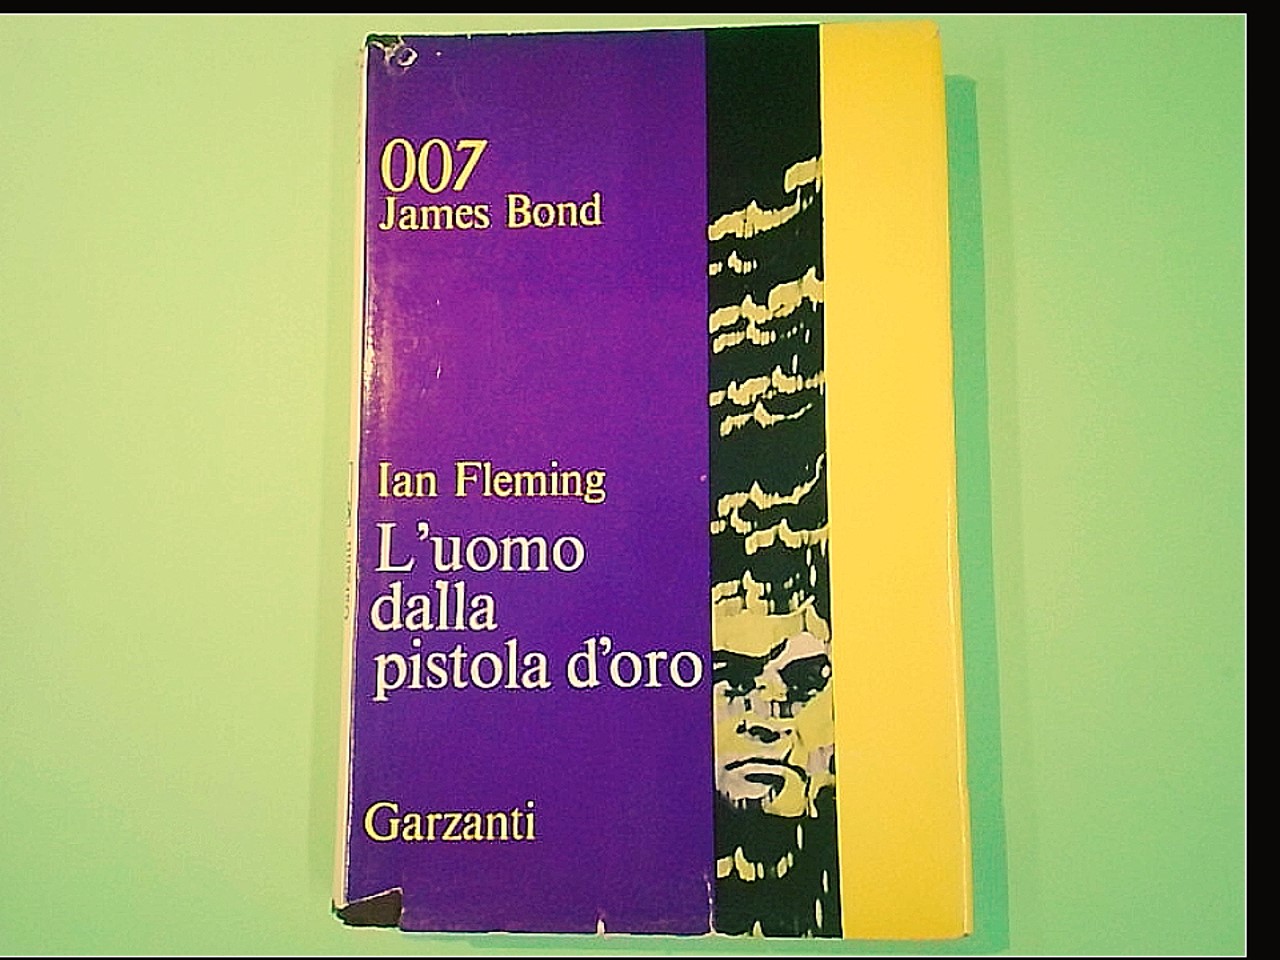 007
James Bond
Ian Fleming
L'uomo
dalla
pistola d'oro
Garzanti